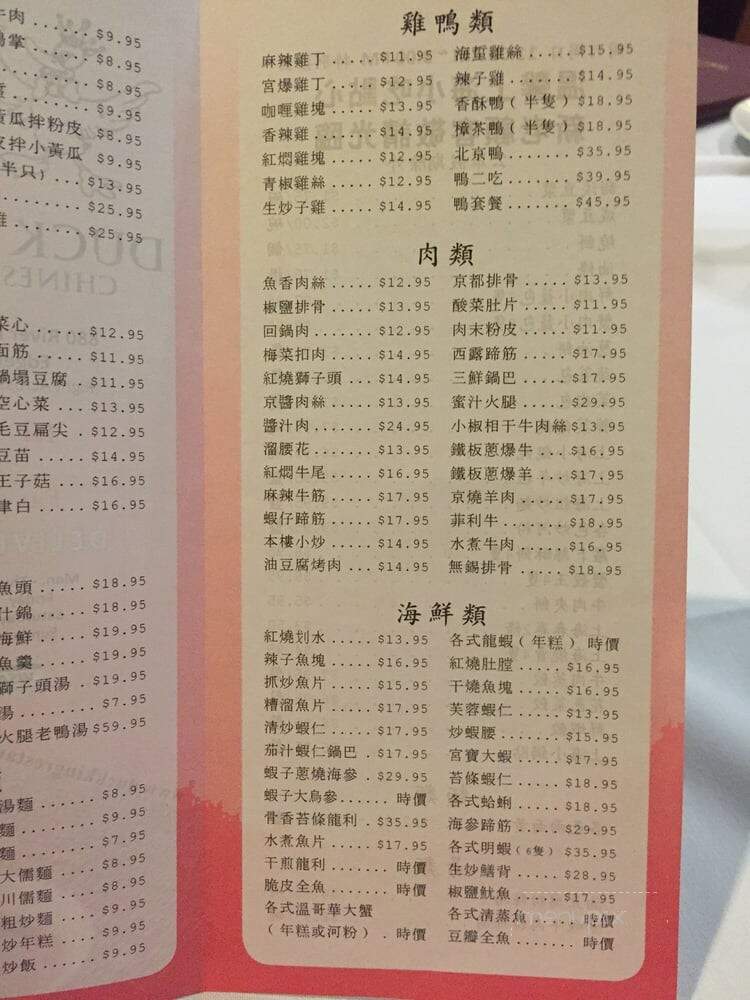 牛肉 ..... $9.95
鴨掌 ..... $8.95
..... $8.95
..... $9.95
黃瓜拌粉皮 $8.95
皮拌小黃瓜 $9.95
半只) ... $13.95
..... $25.95
雞 ..... $25.95
菜心 ..... $12.95
面筋 ..... $11.95
鍋塌豆腐 . $11.95
空心菜 ... $13.95
毛豆扁尖 . $12.95
豆苗 ..... $14.95
王子菇 ... $16.95
津白 ..... $16.95
魚頭 ..... $18.95
什錦 ..... $18.95
海鮮 ..... $19.95
魚羹 ..... $19.95
獅子頭湯 . $19.95
湯 ....... $7.95
火腿老鴨湯 $59.95
湯麵 ...... $8.95
麵 ....... $9.95
麵 ....... $7.95
大儒麵 .... $8.95
川儒麵 .... $8.95
粗炒麵 .... $9.95
炒年糕 .... $9.95
炒飯 ...... $9.95
雞鴨類
麻辣雞丁 ..... $11.95
宮爆雞丁 ..... $12.95
咖喱雞塊 ..... $13.95
香辣雞 ....... $14.95
紅燜雞塊 ..... $12.95
青椒雞絲 ..... $12.95
生炒子雞 ..... $14.95
海蜇雞絲 ..... $15.95
辣子雞 ....... $14.95
香酥鴨(半隻) $18.95
樟茶鴨(半隻) $18.95
北京鴨 ....... $35.95
鴨二吃 ....... $39.95
鴨套餐 ....... $45.95
肉類
魚香肉絲 ..... $12.95
椒鹽排骨 ..... $13.95
回鍋肉 ....... $12.95
梅菜扣肉 ..... $14.95
紅燒獅子頭 ... $14.95
京醬肉絲 ..... $13.95
醬汁肉 ....... $24.95
溜腰花 ....... $13.95
紅燜牛尾 ..... $16.95
麻辣牛筋 ..... $17.95
蝦仔蹄筋 ..... $17.95
本樓小炒 ..... $14.95
油豆腐烤肉 ... $14.95
京都排骨 ..... $13.95
酸菜肚片 ..... $11.95
肉末粉皮 ..... $11.95
西露蹄筋 ..... $17.95
三鮮鍋巴 ..... $17.95
蜜汁火腿 ..... $29.95
小椒相干牛肉絲 $13.95
鐵板蔥爆牛 ... $16.95
鐵板蔥爆羊 ... $17.95
京燒羊肉 ..... $17.95
菲利牛 ....... $18.95
水煮牛肉 ..... $16.95
無錫排骨 ..... $18.95
海鮮類
紅燒划水 ..... $13.95
辣子魚塊 ..... $16.95
抓炒魚片 ..... $15.95
糟溜魚片 ..... $17.95
清炒蝦仁 ..... $17.95
茄汁蝦仁鍋巴 . $17.95
蝦子蔥燒海參 . $29.95
蝦子大烏參 ...... 時價
骨香苔條龍利 . $35.95
水煮魚片 ..... $17.95
干煎龍利 ....... 時價
脆皮全魚 ....... 時價
各式溫哥華大蟹
(年糕或河粉) . 時價
各式龍蝦(年糕) 時價
紅燒肚膛 ..... $16.95
干燒魚塊 ..... $16.95
芙蓉蝦仁 ..... $13.95
炒蝦腰 ....... $15.95
宮寶大蝦 ..... $17.95
苔條蝦仁 ..... $18.95
各式蛤蜊 ..... $18.95
海參蹄筋 ..... $29.95
各式明蝦(6隻) $35.95
生炒鱔背 ..... $28.95
椒鹽魷魚 ..... $17.95
各式清蒸魚 ..... 時價
豆瓣全魚 ....... 時價